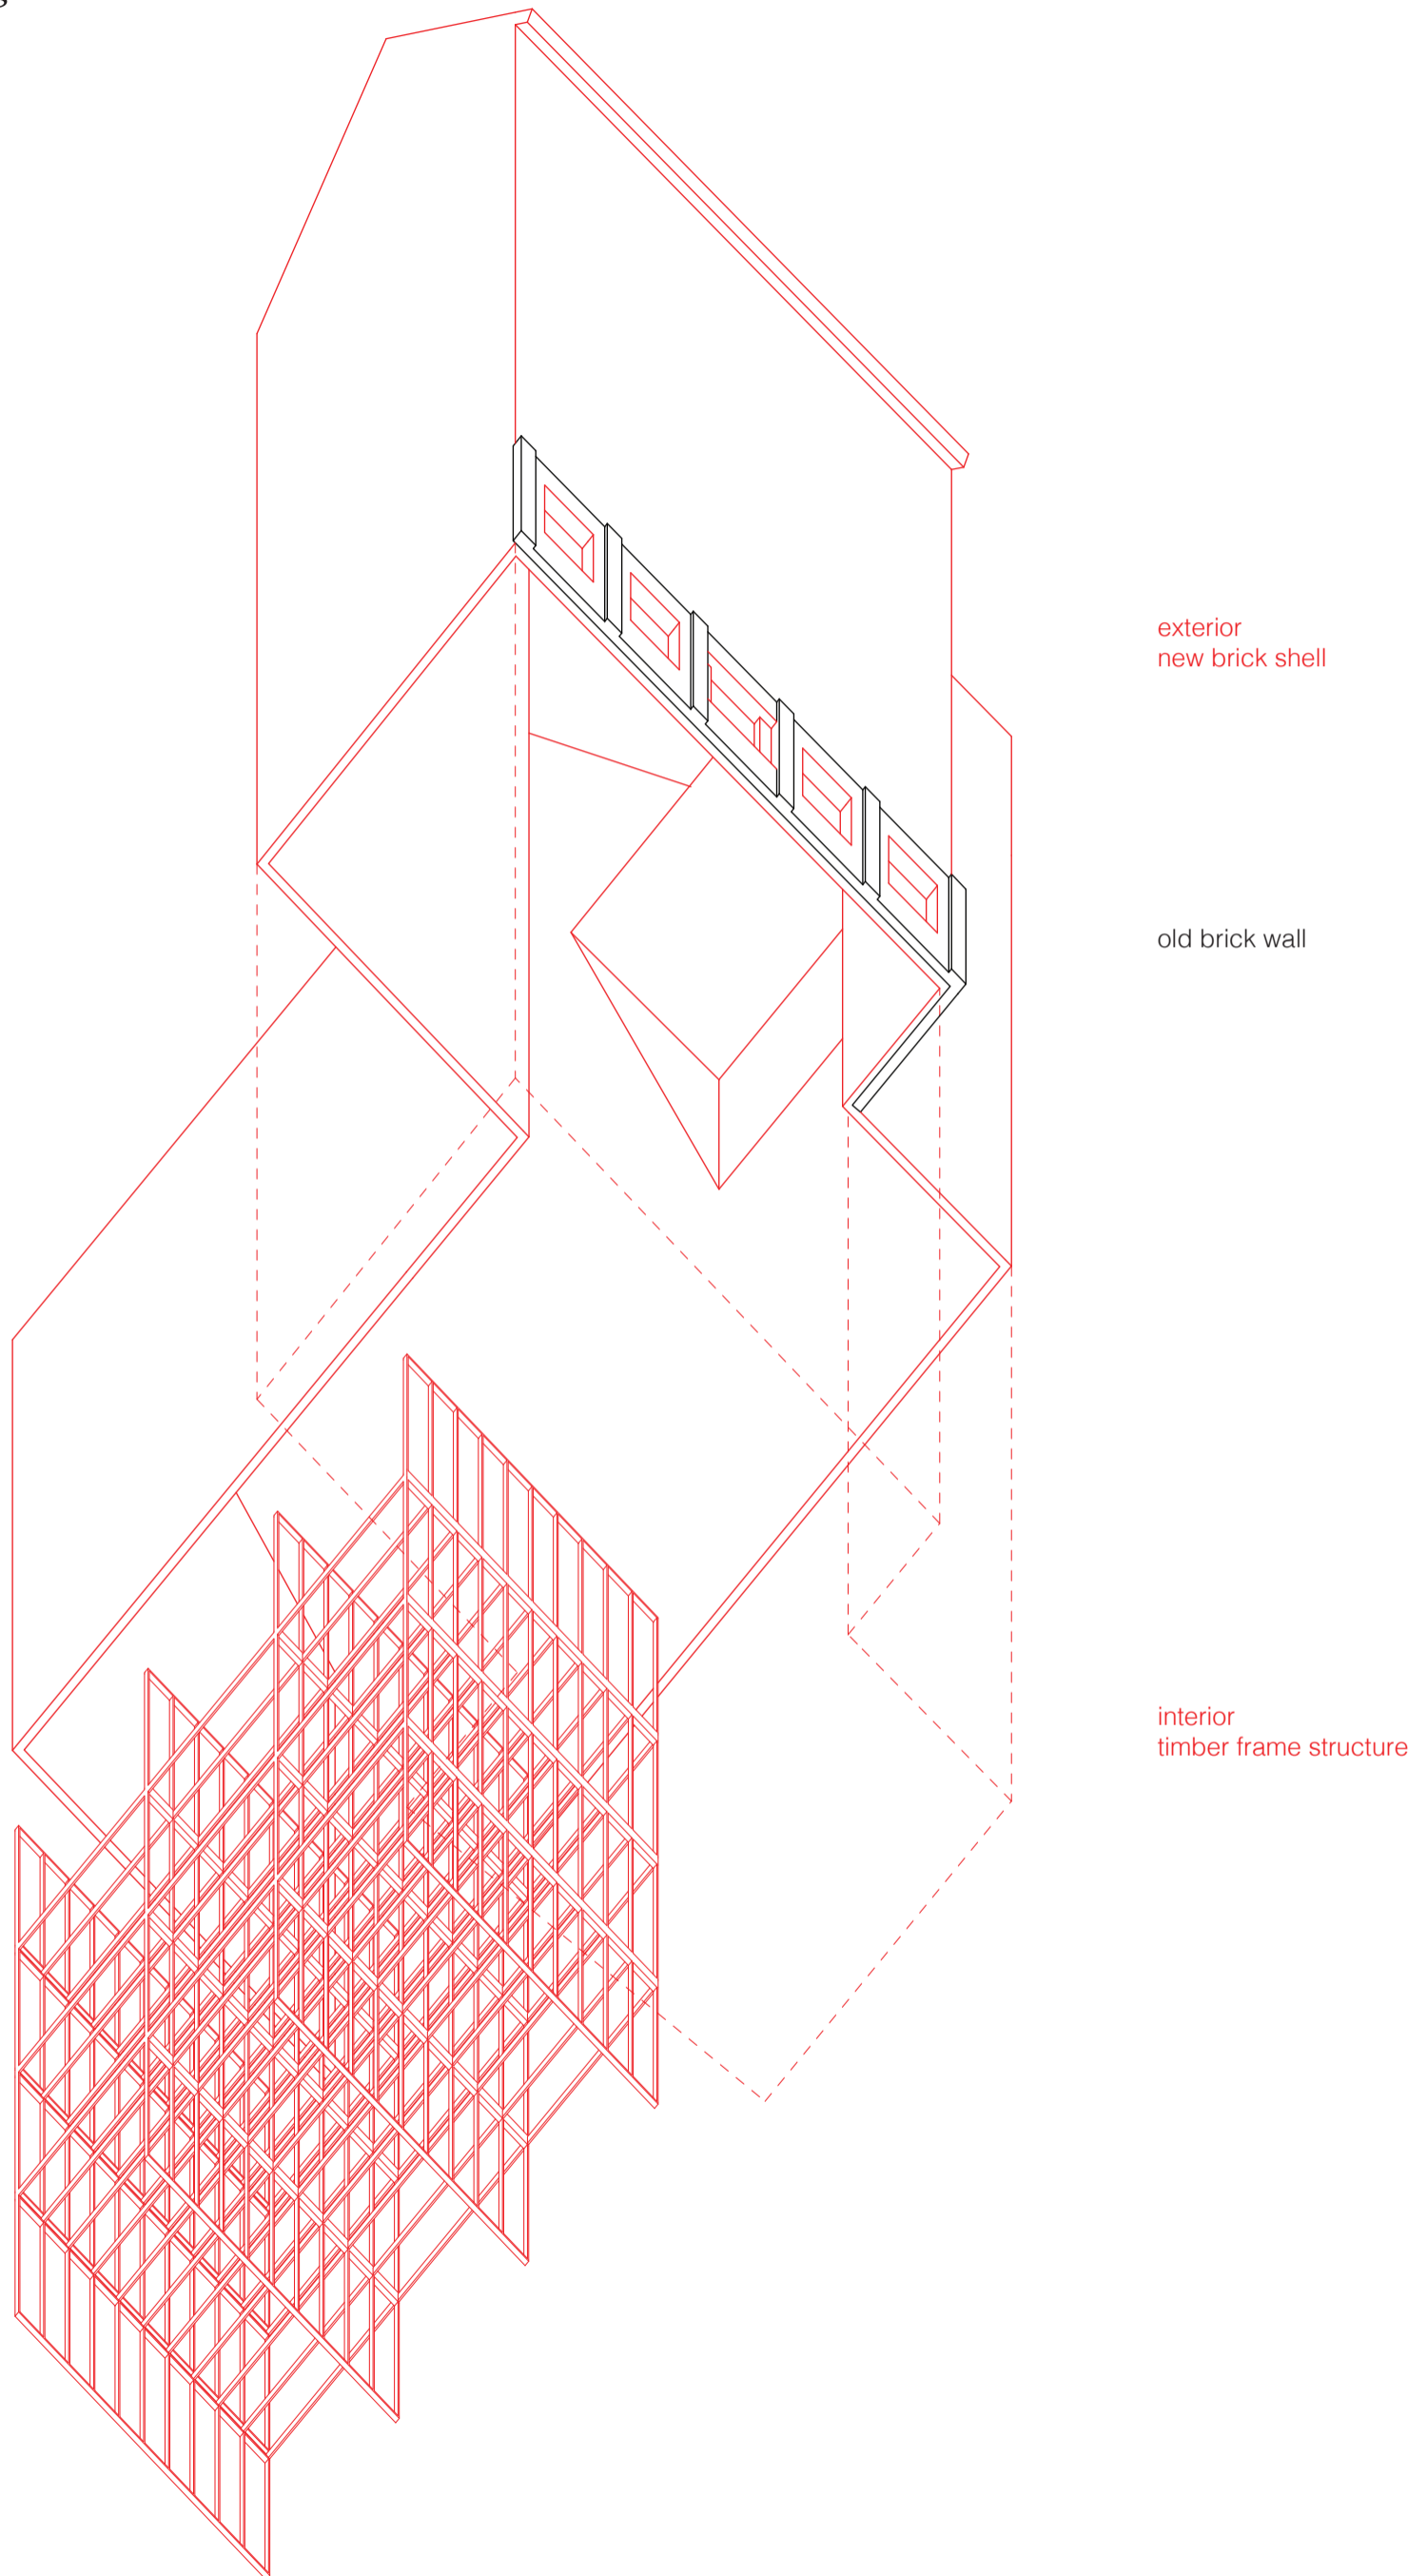 exterior
new brick shell
old brick wall
interior
timber frame structure